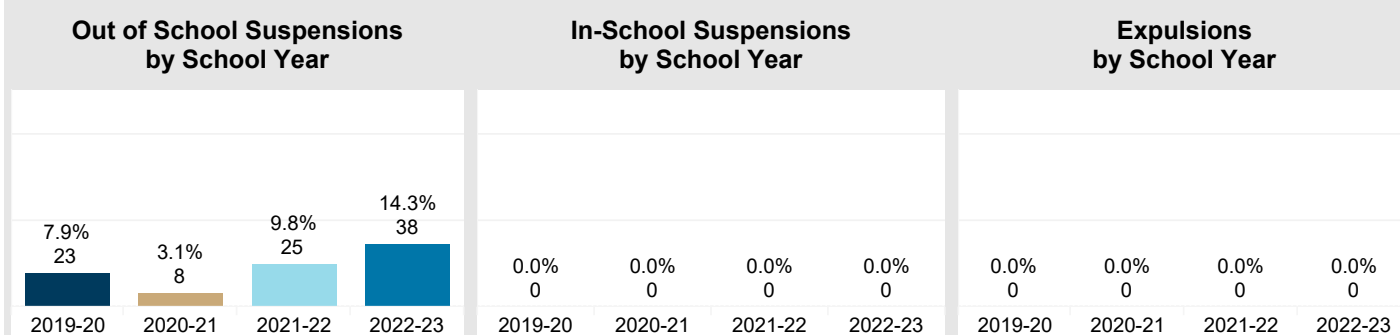 Out of School Suspensions
by School Year
7.9%
23
3.1%
8
9.8%
25
14.3%
38
2019-20 2020-21 2021-22 2022-23
In-School Suspensions
by School Year
0.0% 0.0% 0.0% 0.0%
0 0 0 0
2019-20 2020-21 2021-22 2022-23
Expulsions
by School Year
0.0% 0.0% 0.0% 0.0%
0 0 0 0
2019-20 2020-21 2021-22 2022-23